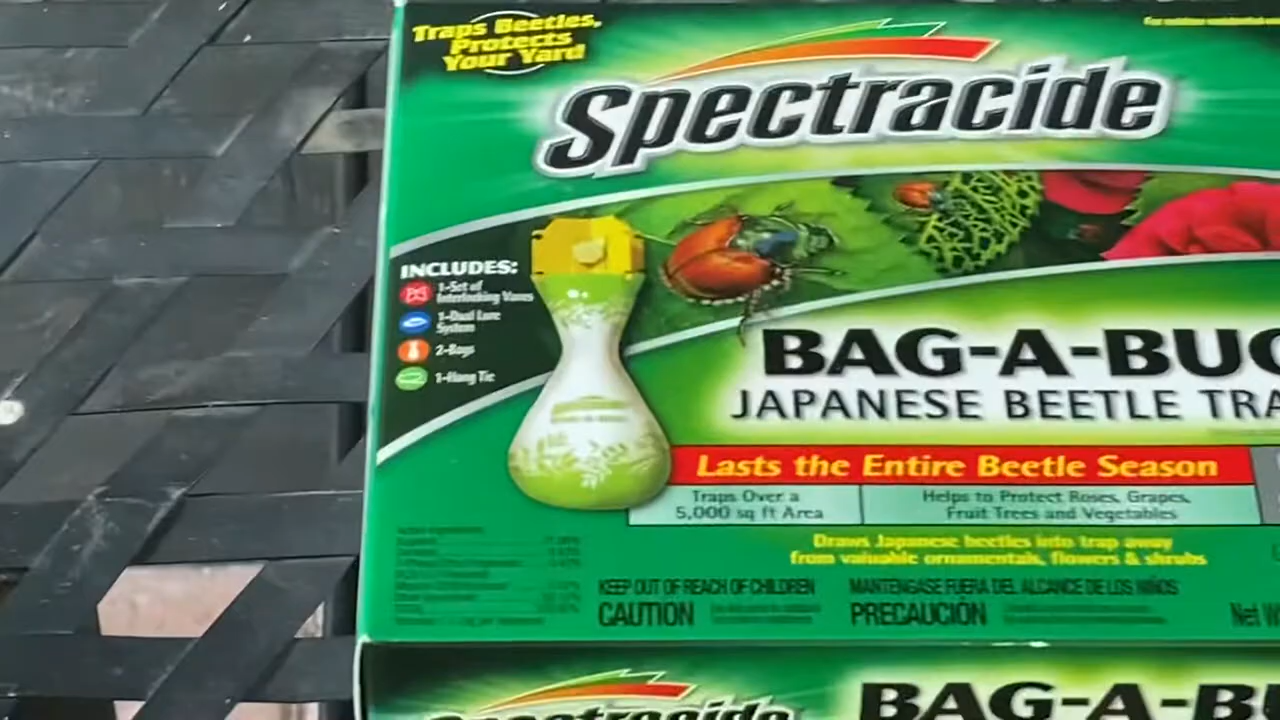 Traps Beetles,
Protects
Your Yard
Spectracide
INCLUDES:
1-Set of
Interlocking Vanes
1-Dual Lure
System
2-Bags
1-Hang Tie
BAG-A-BUG
JAPANESE BEETLE TRA
Lasts the Entire Beetle Season
Traps Over a
5,000 sq ft Area
Helps to Protect Roses, Grapes,
Fruit Trees and Vegetables
Draws Japanese beetles into trap away
from valuable ornamentals, flowers & shrubs
KEEP OUT OF REACH OF CHILDREN
CAUTION
MANTENGASE FUERA DEL ALCANCE DE LOS NIÑOS
PRECAUCIÓN
Net W
Spectracide
BAG-A-BU